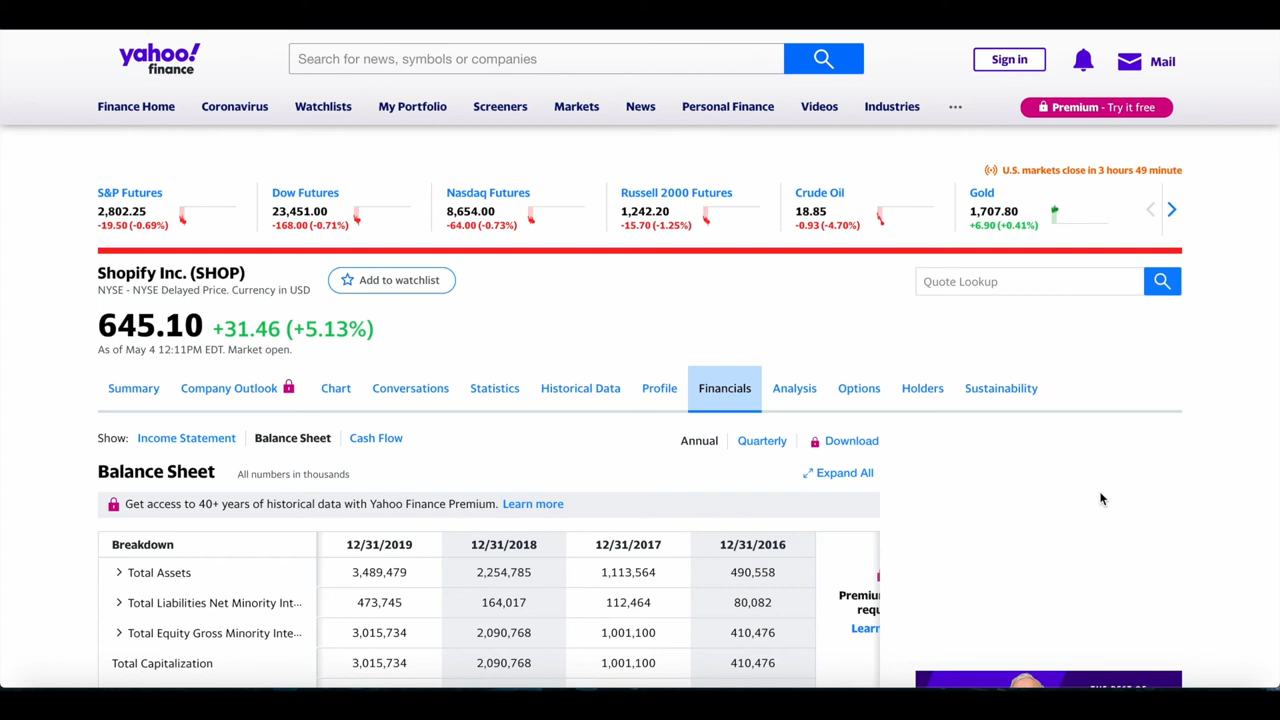 yahoo!
finance
Search for news, symbols or companies
Sign in
Mail
Finance Home Coronavirus Watchlists My Portfolio Screeners Markets News Personal Finance Videos Industries ••• Premium - Try it free
U.S. markets close in 3 hours 49 minute
S&P Futures Dow Futures Nasdaq Futures Russell 2000 Futures Crude Oil Gold
2,802.25 23,451.00 8,654.00 1,242.20 18.85 1,707.80
-19.50 (-0.69%) -168.00 (-0.71%) -64.00 (-0.73%) -15.70 (-1.25%) -0.93 (-4.70%) +6.90 (+0.41%)
Shopify Inc. (SHOP) Add to watchlist Quote Lookup
NYSE - NYSE Delayed Price. Currency in USD
645.10 +31.46 (+5.13%)
As of May 4 12:11PM EDT. Market open.
Summary Company Outlook Chart Conversations Statistics Historical Data Profile Financials Analysis Options Holders Sustainability
Show: Income Statement Balance Sheet Cash Flow Annual Quarterly Download
Balance Sheet All numbers in thousands Expand All
Get access to 40+ years of historical data with Yahoo Finance Premium. Learn more
Breakdown 12/31/2019 12/31/2018 12/31/2017 12/31/2016
Total Assets 3,489,479 2,254,785 1,113,564 490,558
Total Liabilities Net Minority Int... 473,745 164,017 112,464 80,082
Total Equity Gross Minority Inte... 3,015,734 2,090,768 1,001,100 410,476
Total Capitalization 3,015,734 2,090,768 1,001,100 410,476
Premiu
requ
Learn